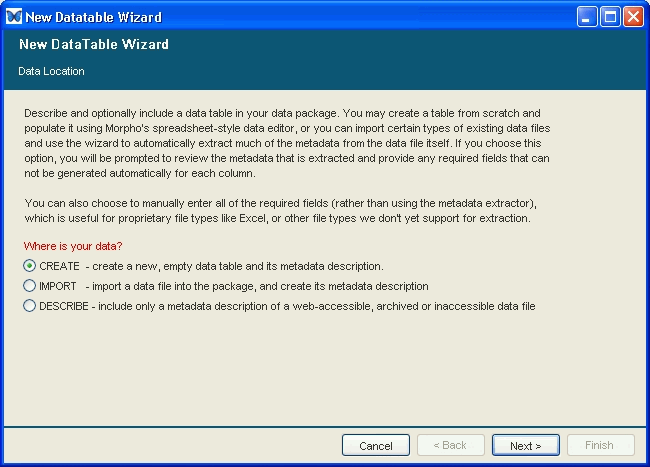 New Datatable Wizard
New DataTable Wizard
Data Location
Describe and optionally include a data table in your data package. You may create a table from scratch and
populate it using Morpho's spreadsheet-style data editor, or you can import certain types of existing data files
and use the wizard to automatically extract much of the metadata from the data file itself. If you choose this
option, you will be prompted to review the metadata that is extracted and provide any required fields that can
not be generated automatically for each column.
You can also choose to manually enter all of the required fields (rather than using the metadata extractor),
which is useful for proprietary file types like Excel, or other file types we don't yet support for extraction.
Where is your data?
CREATE - create a new, empty data table and its metadata description.
IMPORT - import a data file into the package, and create its metadata description
DESCRIBE - include only a metadata description of a web-accessible, archived or inaccessible data file
Cancel < Back Next > Finish